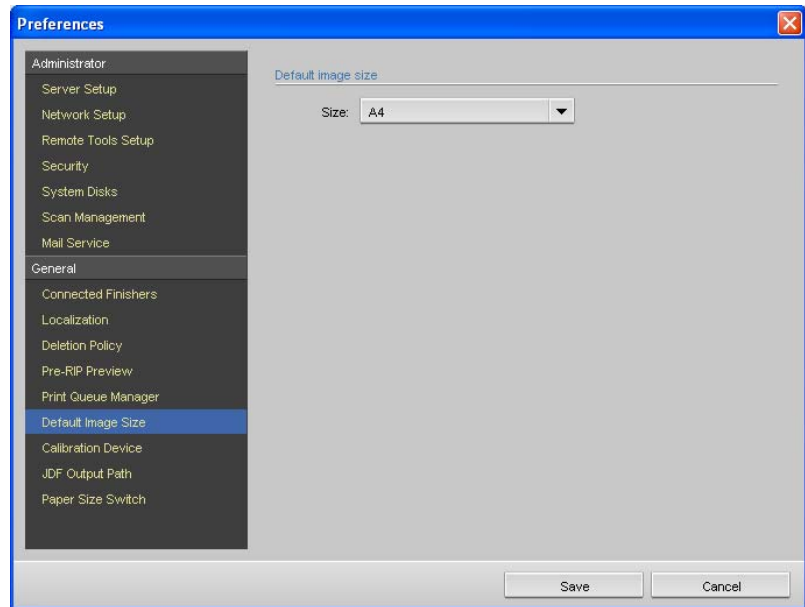 Preferences
Administrator
Server Setup
Network Setup
Remote Tools Setup
Security
System Disks
Scan Management
Mail Service
General
Connected Finishers
Localization
Deletion Policy
Pre-RIP Preview
Print Queue Manager
Default Image Size
Calibration Device
JDF Output Path
Paper Size Switch
Default image size
Size: A4
Save Cancel